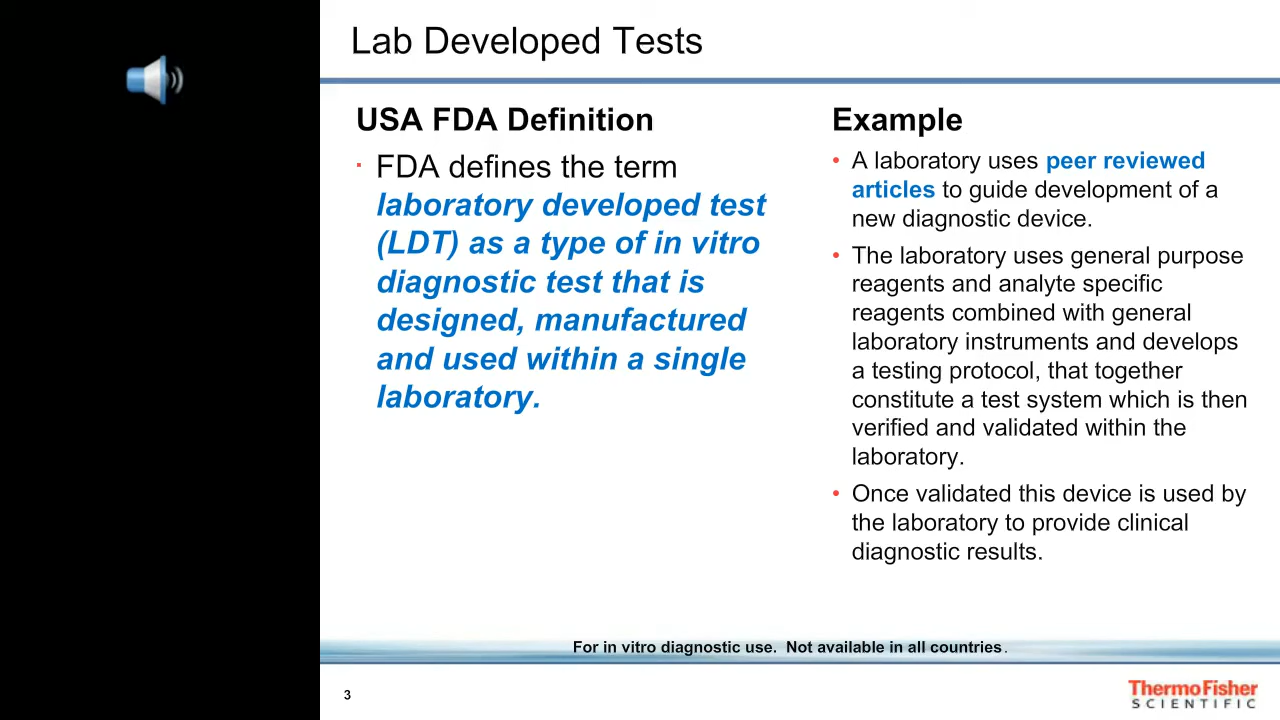 Lab Developed Tests
USA FDA Definition
▪ FDA defines the term
laboratory developed test
(LDT) as a type of in vitro
diagnostic test that is
designed, manufactured
and used within a single
laboratory.
Example
• A laboratory uses peer reviewed
articles to guide development of a
new diagnostic device.
• The laboratory uses general purpose
reagents and analyte specific
reagents combined with general
laboratory instruments and develops
a testing protocol, that together
constitute a test system which is then
verified and validated within the
laboratory.
• Once validated this device is used by
the laboratory to provide clinical
diagnostic results.
For in vitro diagnostic use.  Not available in all countries.
3
ThermoFisher
SCIENTIFIC